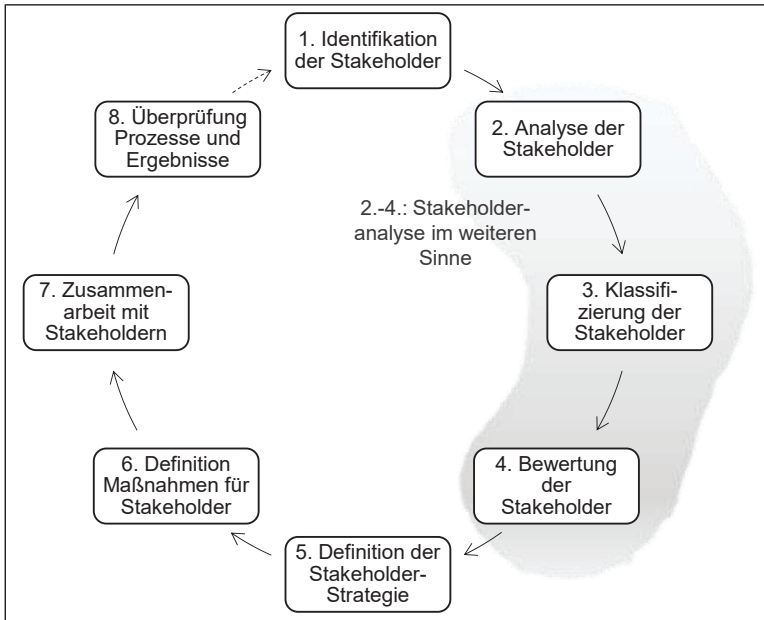 1. Identifikation
der Stakeholder
2. Analyse der
Stakeholder
2.-4.: Stakeholder-
analyse im weiteren
Sinne
3. Klassifi-
zierung der
Stakeholder
4. Bewertung
der
Stakeholder
5. Definition der
Stakeholder-
Strategie
6. Definition
Maßnahmen für
Stakeholder
7. Zusammen-
arbeit mit
Stakeholdern
8. Überprüfung
Prozesse und
Ergebnisse